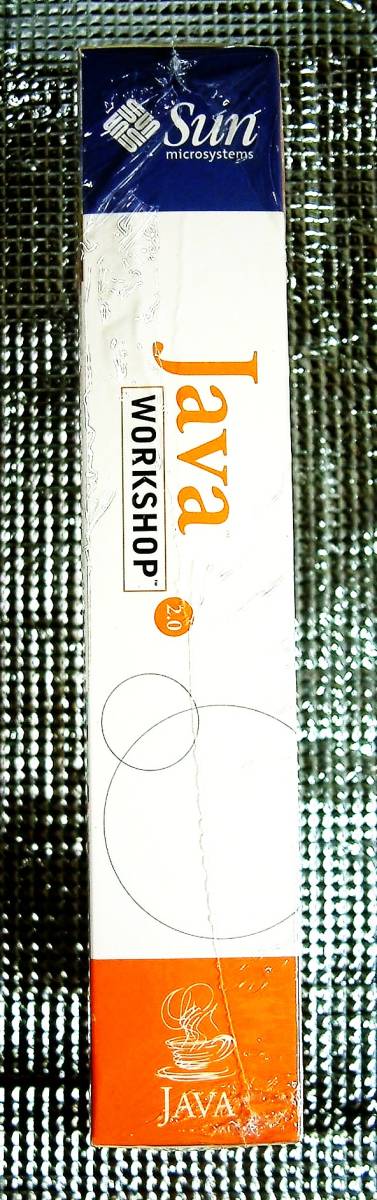 Sun
microsystems
Java
WORKSHOP™
2.0
JAVA